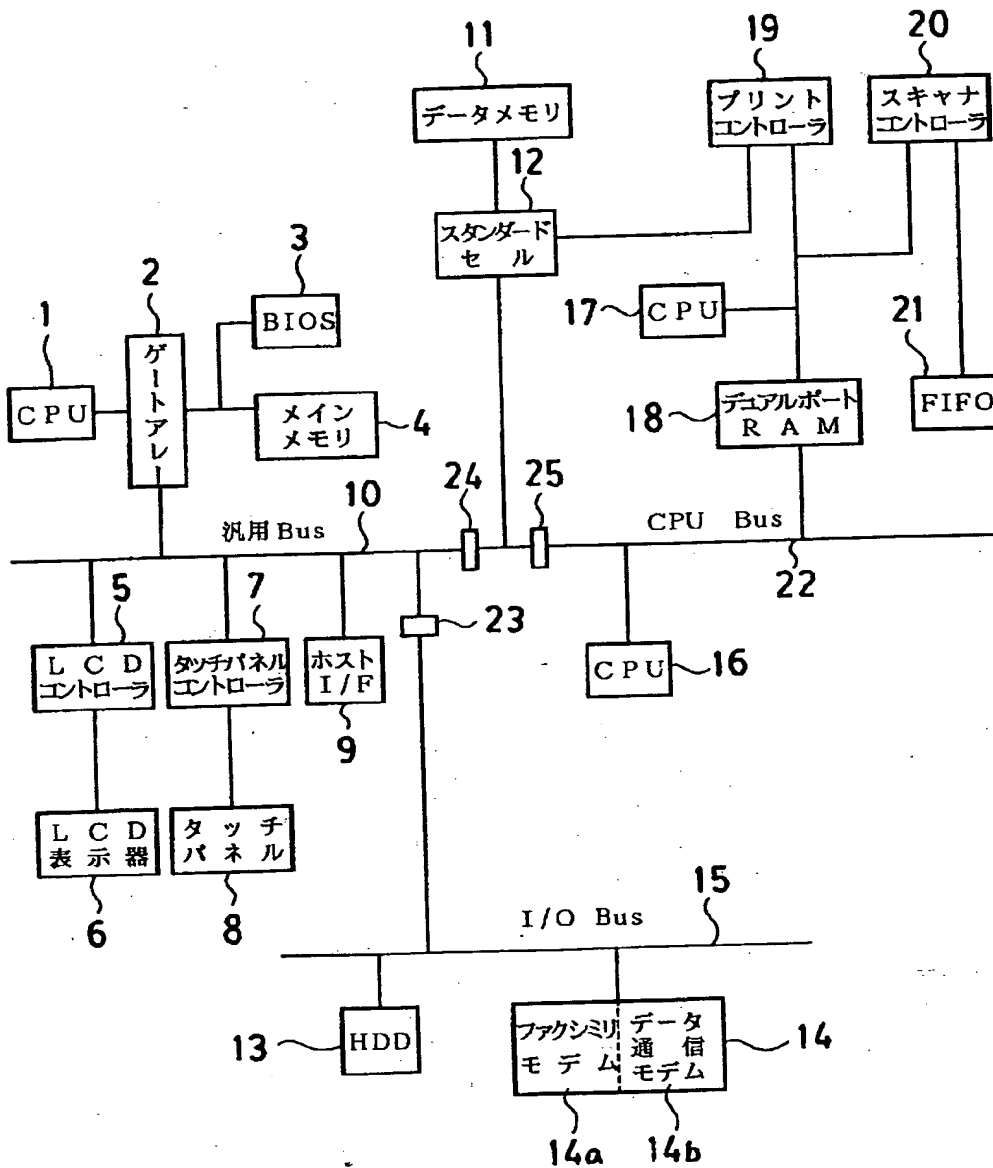 11
データメモリ
19
プリント
コントローラ
20
スキャナ
コントローラ
12
スタンダード
セル
3
BIOS
2
ゲートアレー
1
CPU
メイン
メモリ
4
17
CPU
21
FIFO
18
デュアルポート
RAM
24
25
10
汎用Bus
CPU Bus
22
5
LCD
コントローラ
7
タッチパネル
コントローラ
ホスト
I/F
9
23
CPU
16
LCD
表示器
6
タッチ
パネル
8
I/O Bus
15
13
HDD
ファクシミリ
モデム
データ
通信
モデム
14
14a
14b